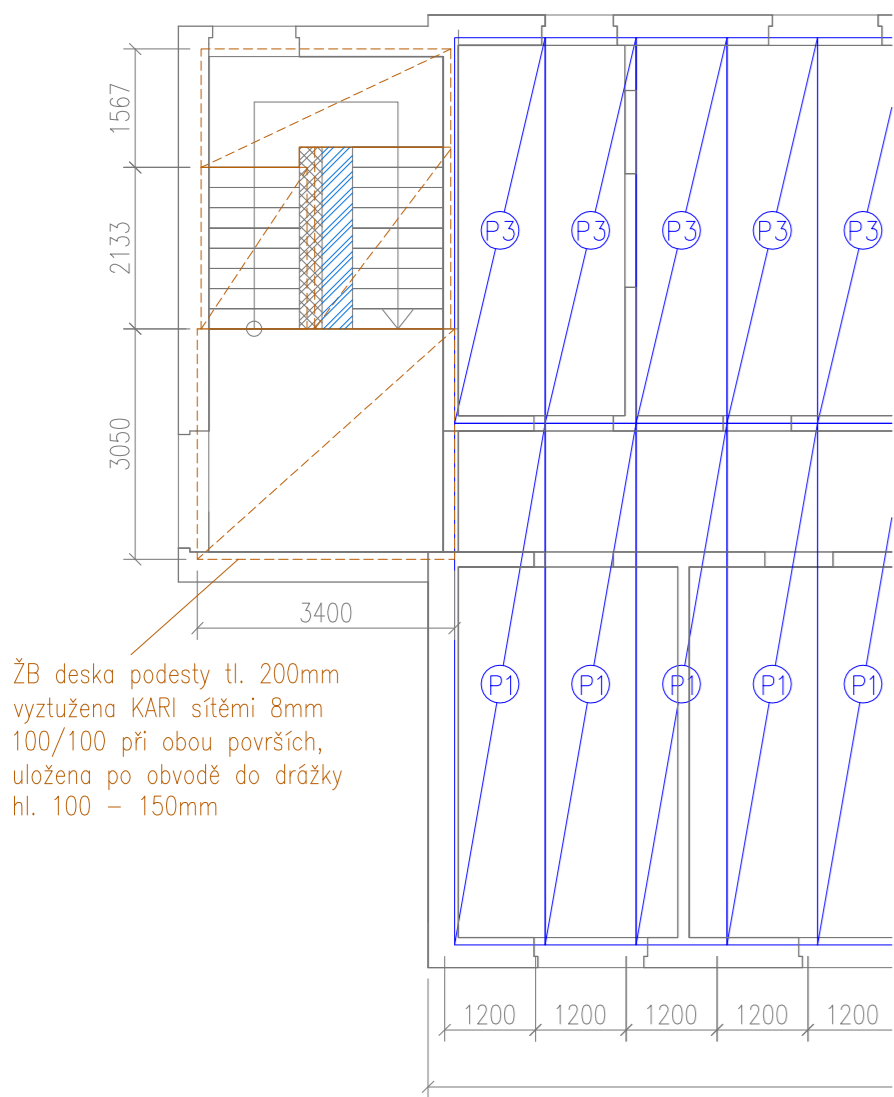 1567
P3 P3 P3 P3 P3
2133
3050
3400
ŽB deska podesty tl. 200mm
vyztužena KARI sítěmi 8mm
100/100 při obou površích,
uložena po obvodě do drážky
hl. 100 – 150mm
P1 P1 P1 P1 P1
1200 1200 1200 1200 1200